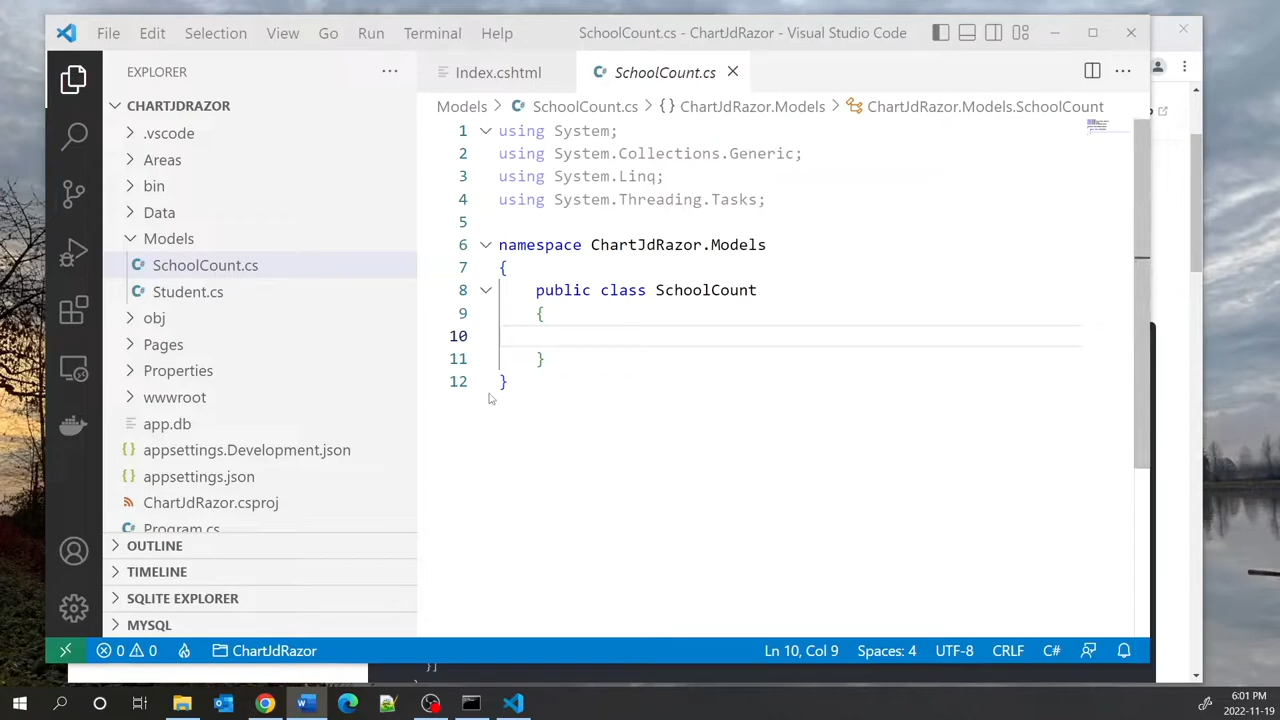 File Edit Selection View Go Run Terminal Help SchoolCount.cs - ChartJdRazor - Visual Studio Code
EXPLORER
Index.cshtml
SchoolCount.cs
CHARTJDRAZOR
Models > SchoolCount.cs > {} ChartJdRazor.Models > ChartJdRazor.Models.SchoolCount
.vscode
Areas
bin
Data
Models
SchoolCount.cs
Student.cs
obj
Pages
Properties
wwwroot
app.db
appsettings.Development.json
appsettings.json
ChartJdRazor.csproj
Program.cs
OUTLINE
TIMELINE
SQLITE EXPLORER
MYSQL
1 using System;
2 using System.Collections.Generic;
3 using System.Linq;
4 using System.Threading.Tasks;
5
6 namespace ChartJdRazor.Models
7 {
8 public class SchoolCount
9 {
10
11 }
12 }
0 0 ChartJdRazor Ln 10, Col 9 Spaces: 4 UTF-8 CRLF C#
}]
6:01 PM
2022-11-19